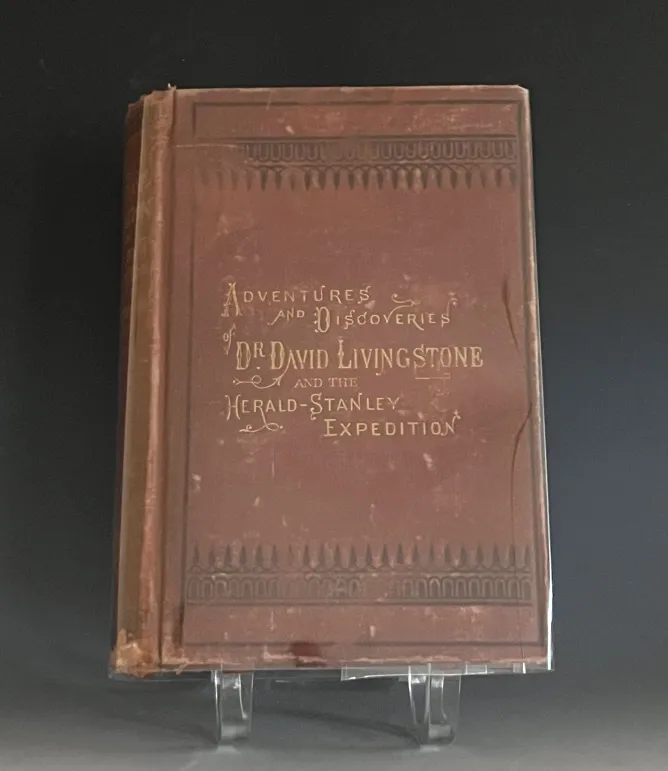 ADVENTURES
AND DISCOVERIES
of DR. DAVID LIVINGSTONE
AND THE
HERALD-STANLEY
EXPEDITION